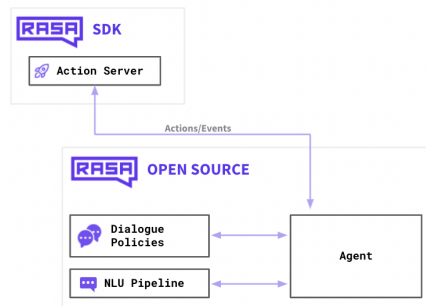 RASA SDK
Action Server
Actions/Events
RASA OPEN SOURCE
Dialogue
Policies
Agent
NLU Pipeline